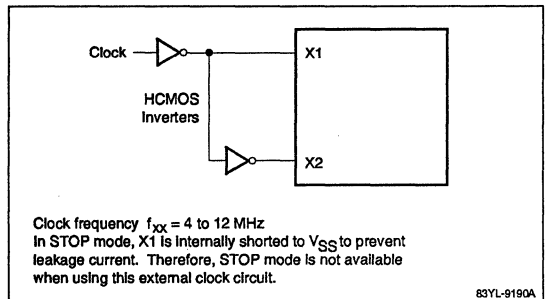 Clock
X1
HCMOS
Inverters
X2
Clock frequency fXX = 4 to 12 MHz
In STOP mode, X1 is internally shorted to VSS to prevent
leakage current. Therefore, STOP mode is not available
when using this external clock circuit.
83YL-9190A